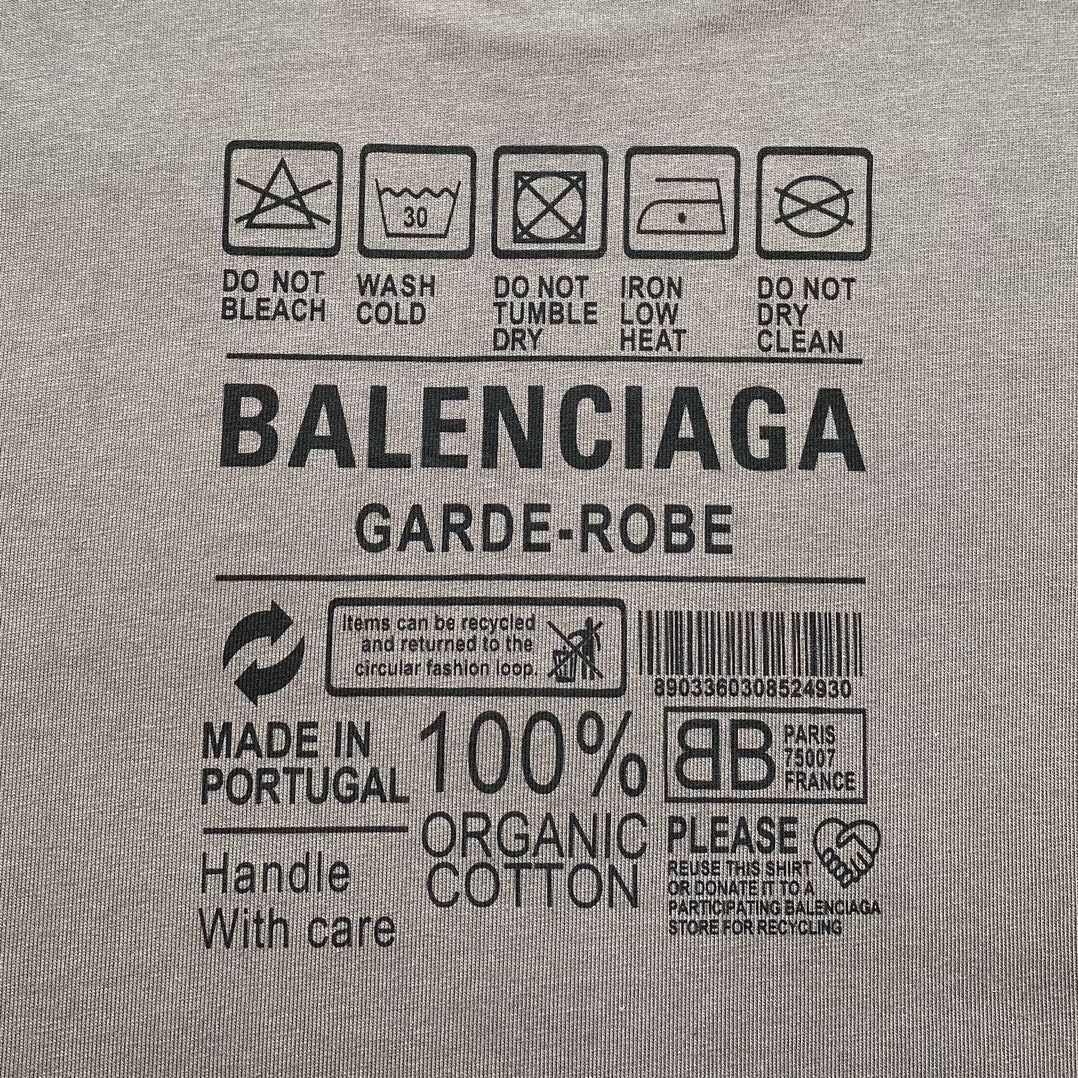 30
DO NOT
BLEACH
WASH
COLD
DO NOT
TUMBLE
DRY
IRON
LOW
HEAT
DO NOT
DRY
CLEAN
BALENCIAGA
GARDE-ROBE
Items can be recycled
and returned to the
circular fashion loop.
8903360308524930
MADE IN
PORTUGAL
100%
ORGANIC
COTTON
BB
PARIS
75007
FRANCE
Handle
With care
PLEASE
REUSE THIS SHIRT
OR DONATE IT TO A
PARTICIPATING BALENCIAGA
STORE FOR RECYCLING